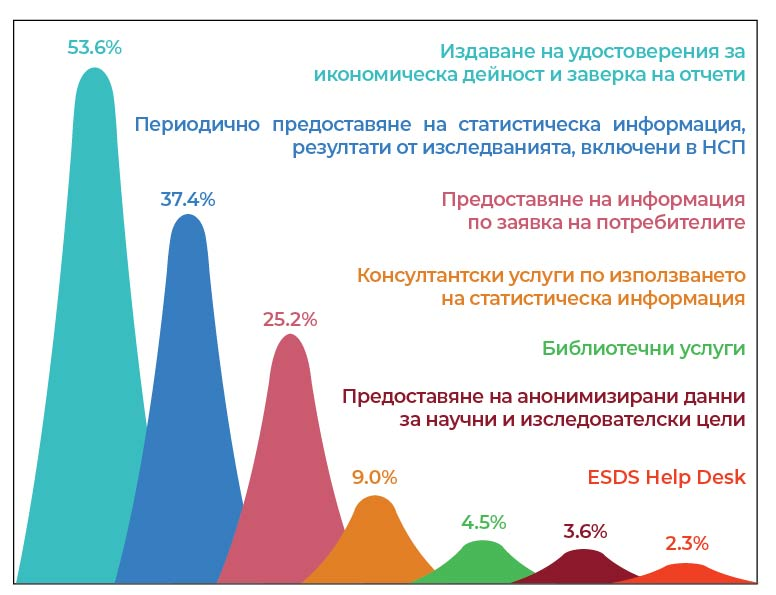 53.6%
Издаване на удостоверения за
икономическа дейност и заверка на отчети
Периодично предоставяне на статистическа информация,
резултати от изследванията, включени в НСП
37.4%
Предоставяне на информация
по заявка на потребителите
Консултантски услуги по използването
на статистическа информация
25.2%
Библиотечни услуги
Предоставяне на анонимизирани данни
за научни и изследователски цели
9.0%
ESDS Help Desk
4.5%
3.6%
2.3%